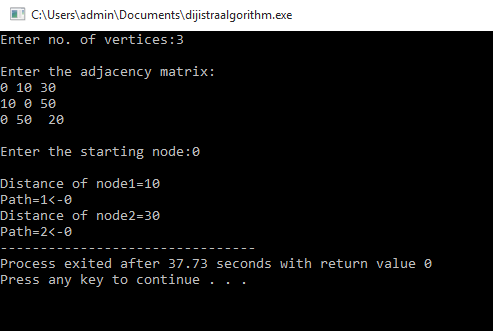 C:\Users\admin\Documents\dijistraalgorithm.exe
Enter no. of vertices:3
Enter the adjacency matrix:
0 10 30
10 0 50
0 50  20
Enter the starting node:0
Distance of node1=10
Path=1<-0
Distance of node2=30
Path=2<-0
--------------------------------
Process exited after 37.73 seconds with return value 0
Press any key to continue . . .